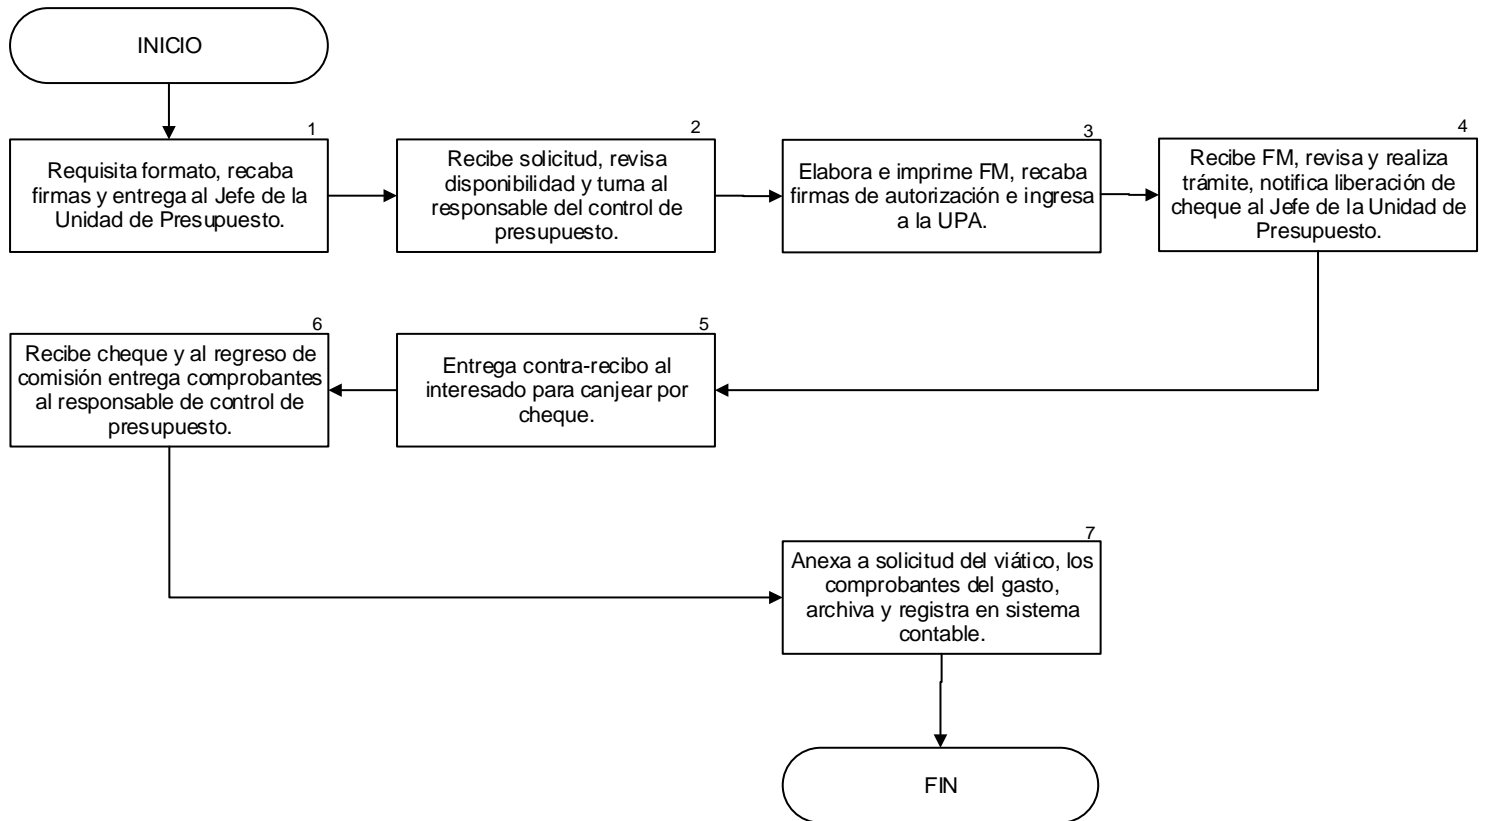 INICIO
1
Requisita formato, recaba
firmas y entrega al Jefe de la
Unidad de Presupuesto.
2
Recibe solicitud, revisa
disponibilidad y turna al
responsable del control de
presupuesto.
3
Elabora e imprime FM, recaba
firmas de autorización e ingresa
a la UPA.
4
Recibe FM, revisa y realiza
trámite, notifica liberación de
cheque al Jefe de la Unidad de
Presupuesto.
5
Entrega contra-recibo al
interesado para canjear por
cheque.
6
Recibe cheque y al regreso de
comisión entrega comprobantes
al responsable de control de
presupuesto.
7
Anexa a solicitud del viático, los
comprobantes del gasto,
archiva y registra en sistema
contable.
FIN